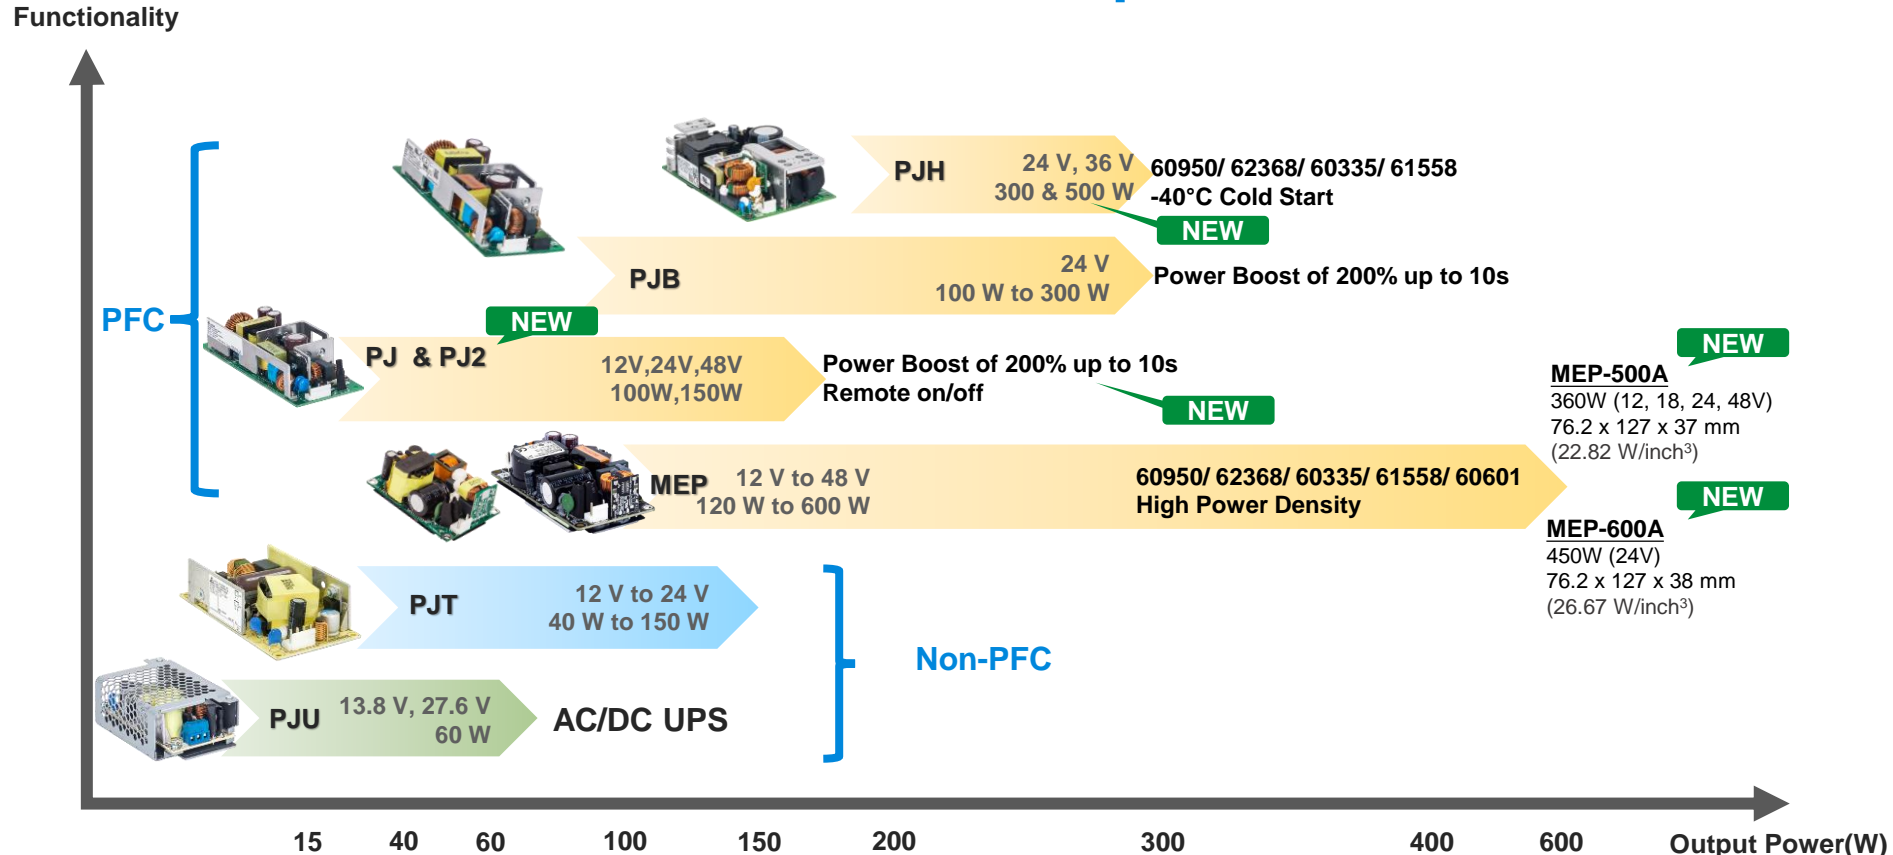 Functionality
PJH
24 V, 36 V
300 & 500 W
60950/ 62368/ 60335/ 61558
-40°C Cold Start
NEW
PJB
24 V
100 W to 300 W
Power Boost of 200% up to 10s
PFC
NEW
PJ & PJ2
12V,24V,48V
100W,150W
Power Boost of 200% up to 10s
Remote on/off
NEW
NEW
MEP-500A
360W (12, 18, 24, 48V)
76.2 x 127 x 37 mm
(22.82 W/inch³)
MEP
12 V to 48 V
120 W to 600 W
60950/ 62368/ 60335/ 61558/ 60601
High Power Density
NEW
MEP-600A
450W (24V)
76.2 x 127 x 38 mm
(26.67 W/inch³)
PJT
12 V to 24 V
40 W to 150 W
Non-PFC
PJU
13.8 V, 27.6 V
60 W
AC/DC UPS
15 40 60 100 150 200 300 400 600 Output Power(W)